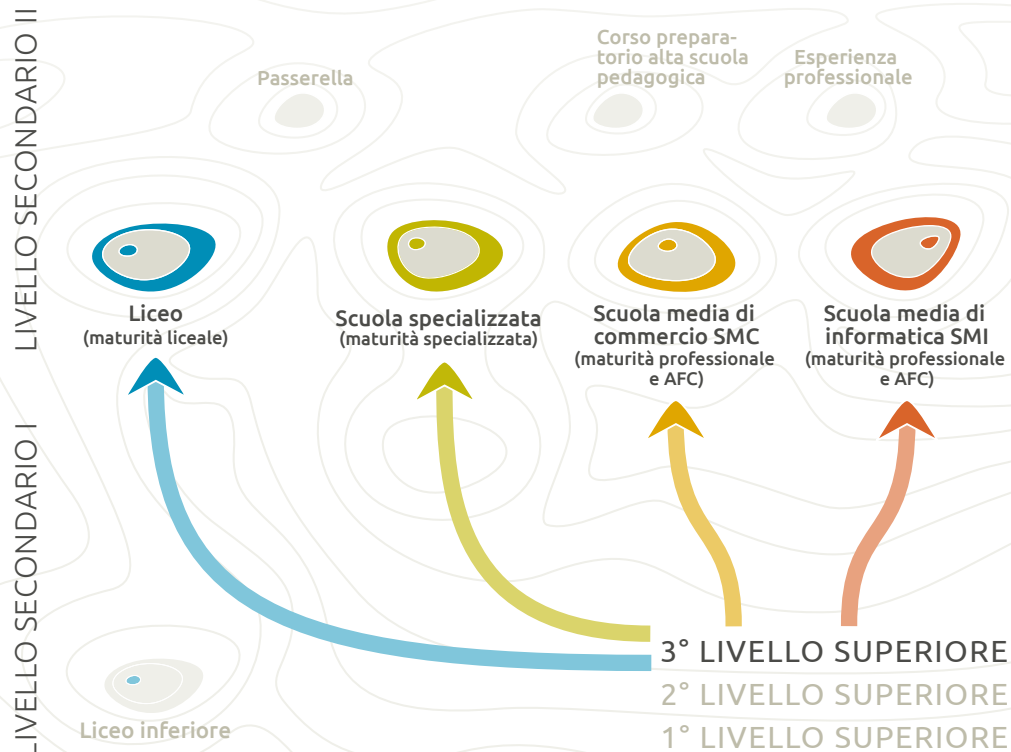 LIVELLO SECONDARIO II
Passerella
Corso prepara-
torio alta scuola
pedagogica
Esperienza
professionale
Liceo
(maturità liceale)
Scuola specializzata
(maturità specializzata)
Scuola media di
commercio SMC
(maturità professionale
e AFC)
Scuola media di
informatica SMI
(maturità professionale
e AFC)
LIVELLO SECONDARIO I
3° LIVELLO SUPERIORE
2° LIVELLO SUPERIORE
1° LIVELLO SUPERIORE
Liceo inferiore